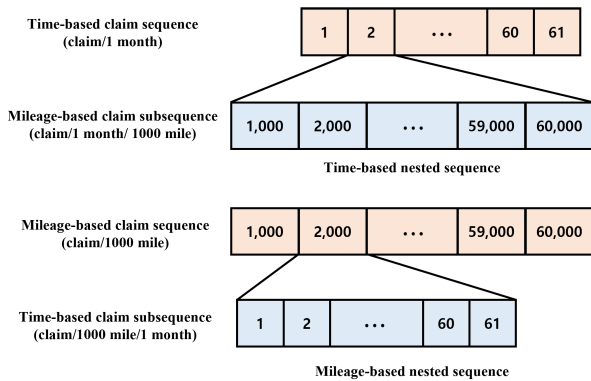 Time-based claim sequence
(claim/1 month)
1 2 ... 60 61
Mileage-based claim subsequence
(claim/1 month/ 1000 mile)
1,000 2,000 ... 59,000 60,000
Time-based nested sequence
Mileage-based claim sequence
(claim/1000 mile)
1,000 2,000 ... 59,000 60,000
Time-based claim subsequence
(claim/1000 mile/1 month)
1 2 ... 60 61
Mileage-based nested sequence